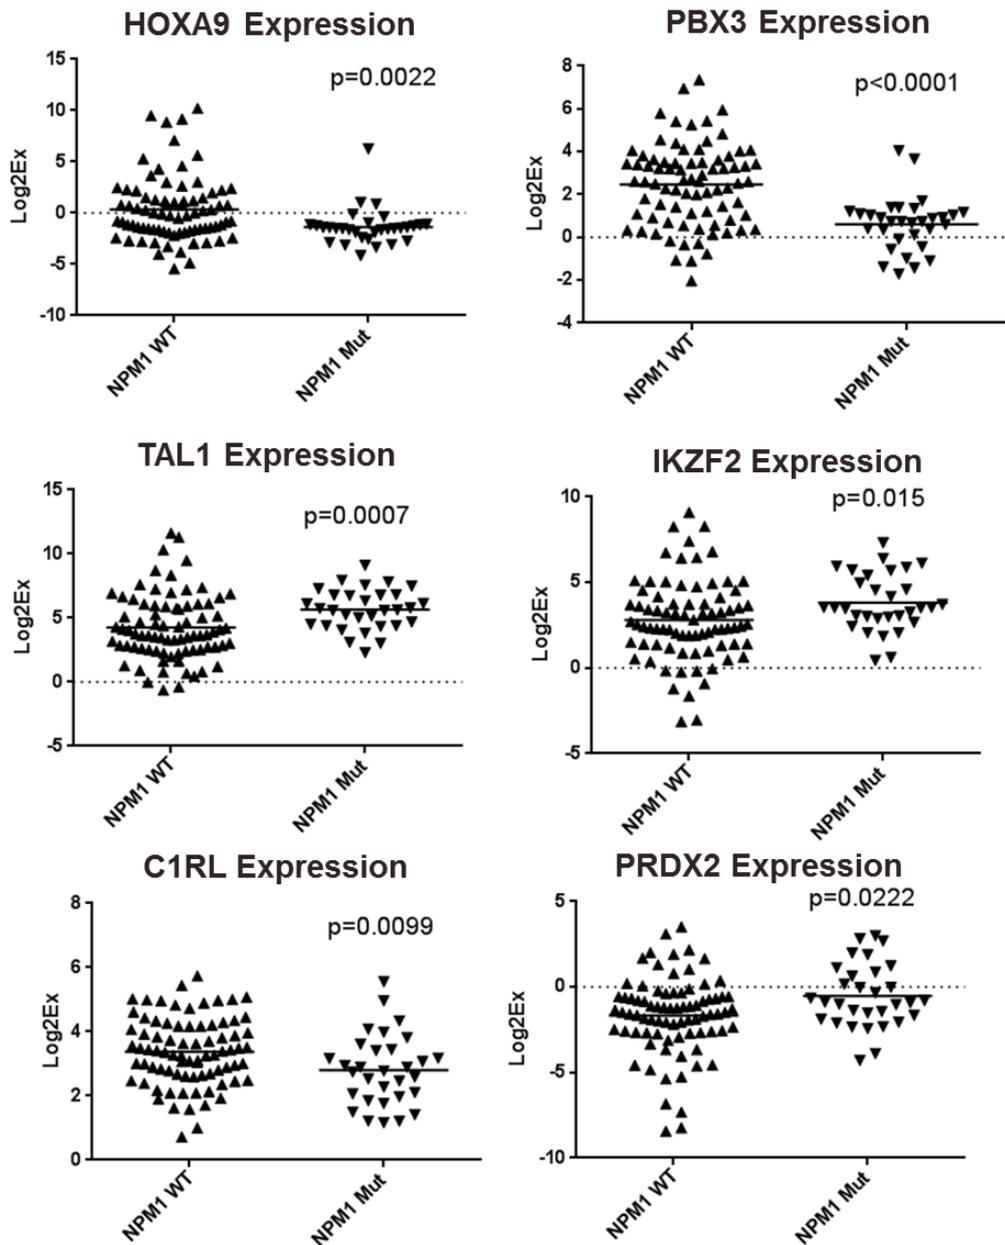 HOXA9 Expression
p=0.0022
Log2Ex
15
10
5
0
-5
-10
NPM1 WT
NPM1 Mut
PBX3 Expression
p<0.0001
Log2Ex
8
6
4
2
0
-2
-4
NPM1 WT
NPM1 Mut
TAL1 Expression
p=0.0007
Log2Ex
15
10
5
0
-5
NPM1 WT
NPM1 Mut
IKZF2 Expression
p=0.015
Log2Ex
10
5
0
-5
NPM1 WT
NPM1 Mut
C1RL Expression
p=0.0099
Log2Ex
8
6
4
2
0
NPM1 WT
NPM1 Mut
PRDX2 Expression
p=0.0222
Log2Ex
5
0
-5
-10
NPM1 WT
NPM1 Mut